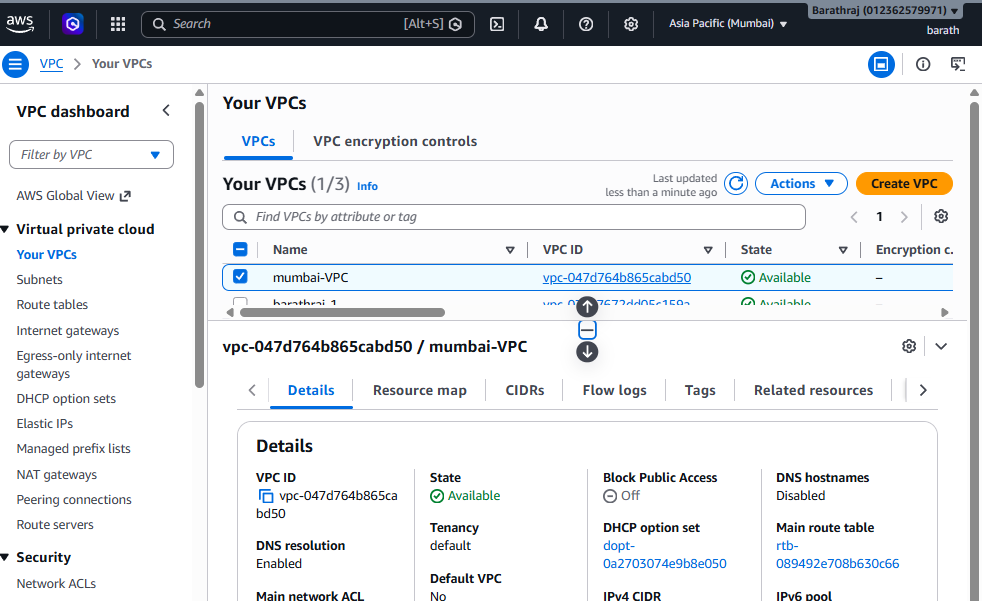 aws
Search
[Alt+S]
Asia Pacific (Mumbai)
Barathraj (012362579971)
barath
VPC
Your VPCs
VPC dashboard
Filter by VPC
AWS Global View
Virtual private cloud
Your VPCs
Subnets
Route tables
Internet gateways
Egress-only internet
gateways
DHCP option sets
Elastic IPs
Managed prefix lists
NAT gateways
Peering connections
Route servers
Security
Network ACLs
Your VPCs
VPCs
VPC encryption controls
Your VPCs (1/3) Info
Last updated
less than a minute ago
Actions
Create VPC
Find VPCs by attribute or tag
1
Name
VPC ID
State
Encryption c.
mumbai-VPC
vpc-047d764b865cabd50
Available
–
barathraj-1
Available
–
vpc-047d764b865cabd50 / mumbai-VPC
Details
Resource map
CIDRs
Flow logs
Tags
Related resources
Details
VPC ID
vpc-047d764b865ca
bd50
DNS resolution
Enabled
Main network ACL
State
Available
Tenancy
default
Default VPC
No
Block Public Access
Off
DHCP option set
dopt-
0a2703074e9b8e050
IPv4 CIDR
DNS hostnames
Disabled
Main route table
rtb-
089492e708b630c66
IPv6 pool